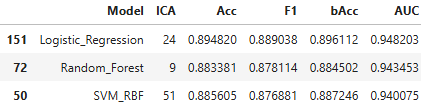 Model ICA Acc F1 bAcc AUC
151 Logistic_Regression 24 0.894820 0.889038 0.896112 0.948203
72 Random_Forest 9 0.883381 0.878114 0.884502 0.943453
50 SVM_RBF 51 0.885605 0.876881 0.887246 0.940075